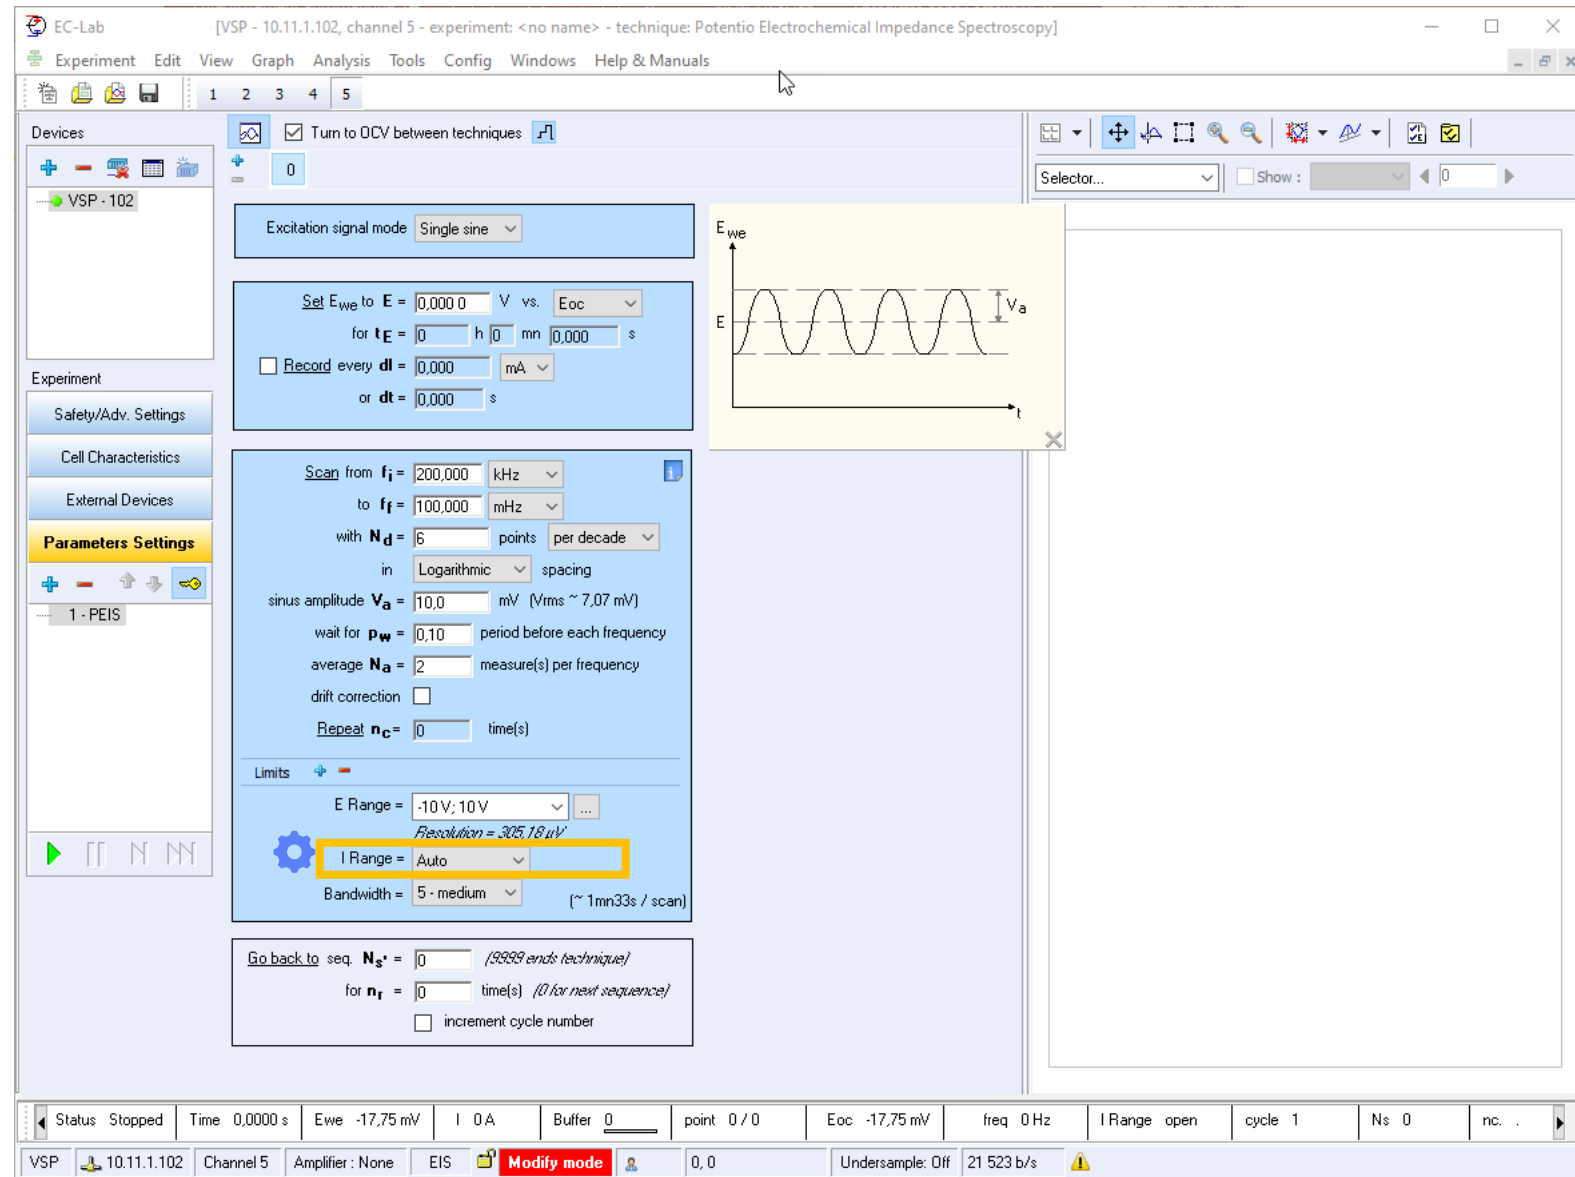 EC-Lab [VSP - 10.11.1.102, channel 5 - experiment: <no name> - technique: Potentio Electrochemical Impedance Spectroscopy]
Experiment Edit View Graph Analysis Tools Config Windows Help & Manuals
1 2 3 4 5
Devices
VSP - 102
Experiment
Safety/Adv. Settings
Cell Characteristics
External Devices
Parameters Settings
1 - PEIS
Turn to OCV between techniques
0
Excitation signal mode Single sine
Set Ewe to E = 0,000 0 V vs. Eoc
for tE = 0 h 0 mn 0,000 s
Record every dI = 0,000 mA
or dt = 0,000 s
Scan from fi = 200,000 kHz
to ff = 100,000 mHz
with Nd = 6 points per decade
in Logarithmic spacing
sinus amplitude Va = 10,0 mV (Vrms ~ 7,07 mV)
wait for pw = 0,10 period before each frequency
average Na = 2 measure(s) per frequency
drift correction
Repeat nc = 0 time(s)
Limits
E Range = -10 V; 10 V ...
Resolution = 305,18 µV
I Range = Auto
Bandwidth = 5 - medium (~ 1mn33s / scan)
Go back to seq. Ns' = 0 (9999 ends technique)
for nr = 0 time(s) (0 for next sequence)
increment cycle number
Ewe
E
Va
t
Selector... Show : 0
Status Stopped Time 0,0000 s Ewe -17,75 mV I 0 A Buffer 0 point 0 / 0 Eoc -17,75 mV freq 0 Hz I Range open cycle 1 Ns 0 nc. .
VSP 10.11.1.102 Channel 5 Amplifier : None EIS Modify mode 0, 0 Undersample: Off 21 523 b/s